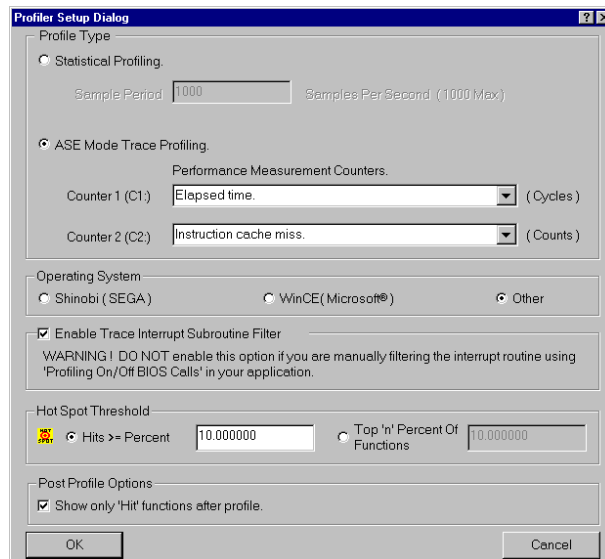 Profiler Setup Dialog
Profile Type
Statistical Profiling.
Sample Period 1000 Samples Per Second ( 1000 Max )
ASE Mode Trace Profiling.
Performance Measurement Counters.
Counter 1 (C1:) Elapsed time. ( Cycles )
Counter 2 (C2:) Instruction cache miss. ( Counts )
Operating System
Shinobi ( SEGA ) WinCE( Microsoft® ) Other
Enable Trace Interrupt Subroutine Filter
WARNING ! DO NOT enable this option if you are manually filtering the interrupt routine using
'Profiling On/Off BIOS Calls' in your application.
Hot Spot Threshold
HOT SPOT Hits >= Percent 10.000000 Top 'n' Percent Of Functions 10.000000
Post Profile Options
Show only 'Hit' functions after profile.
OK Cancel